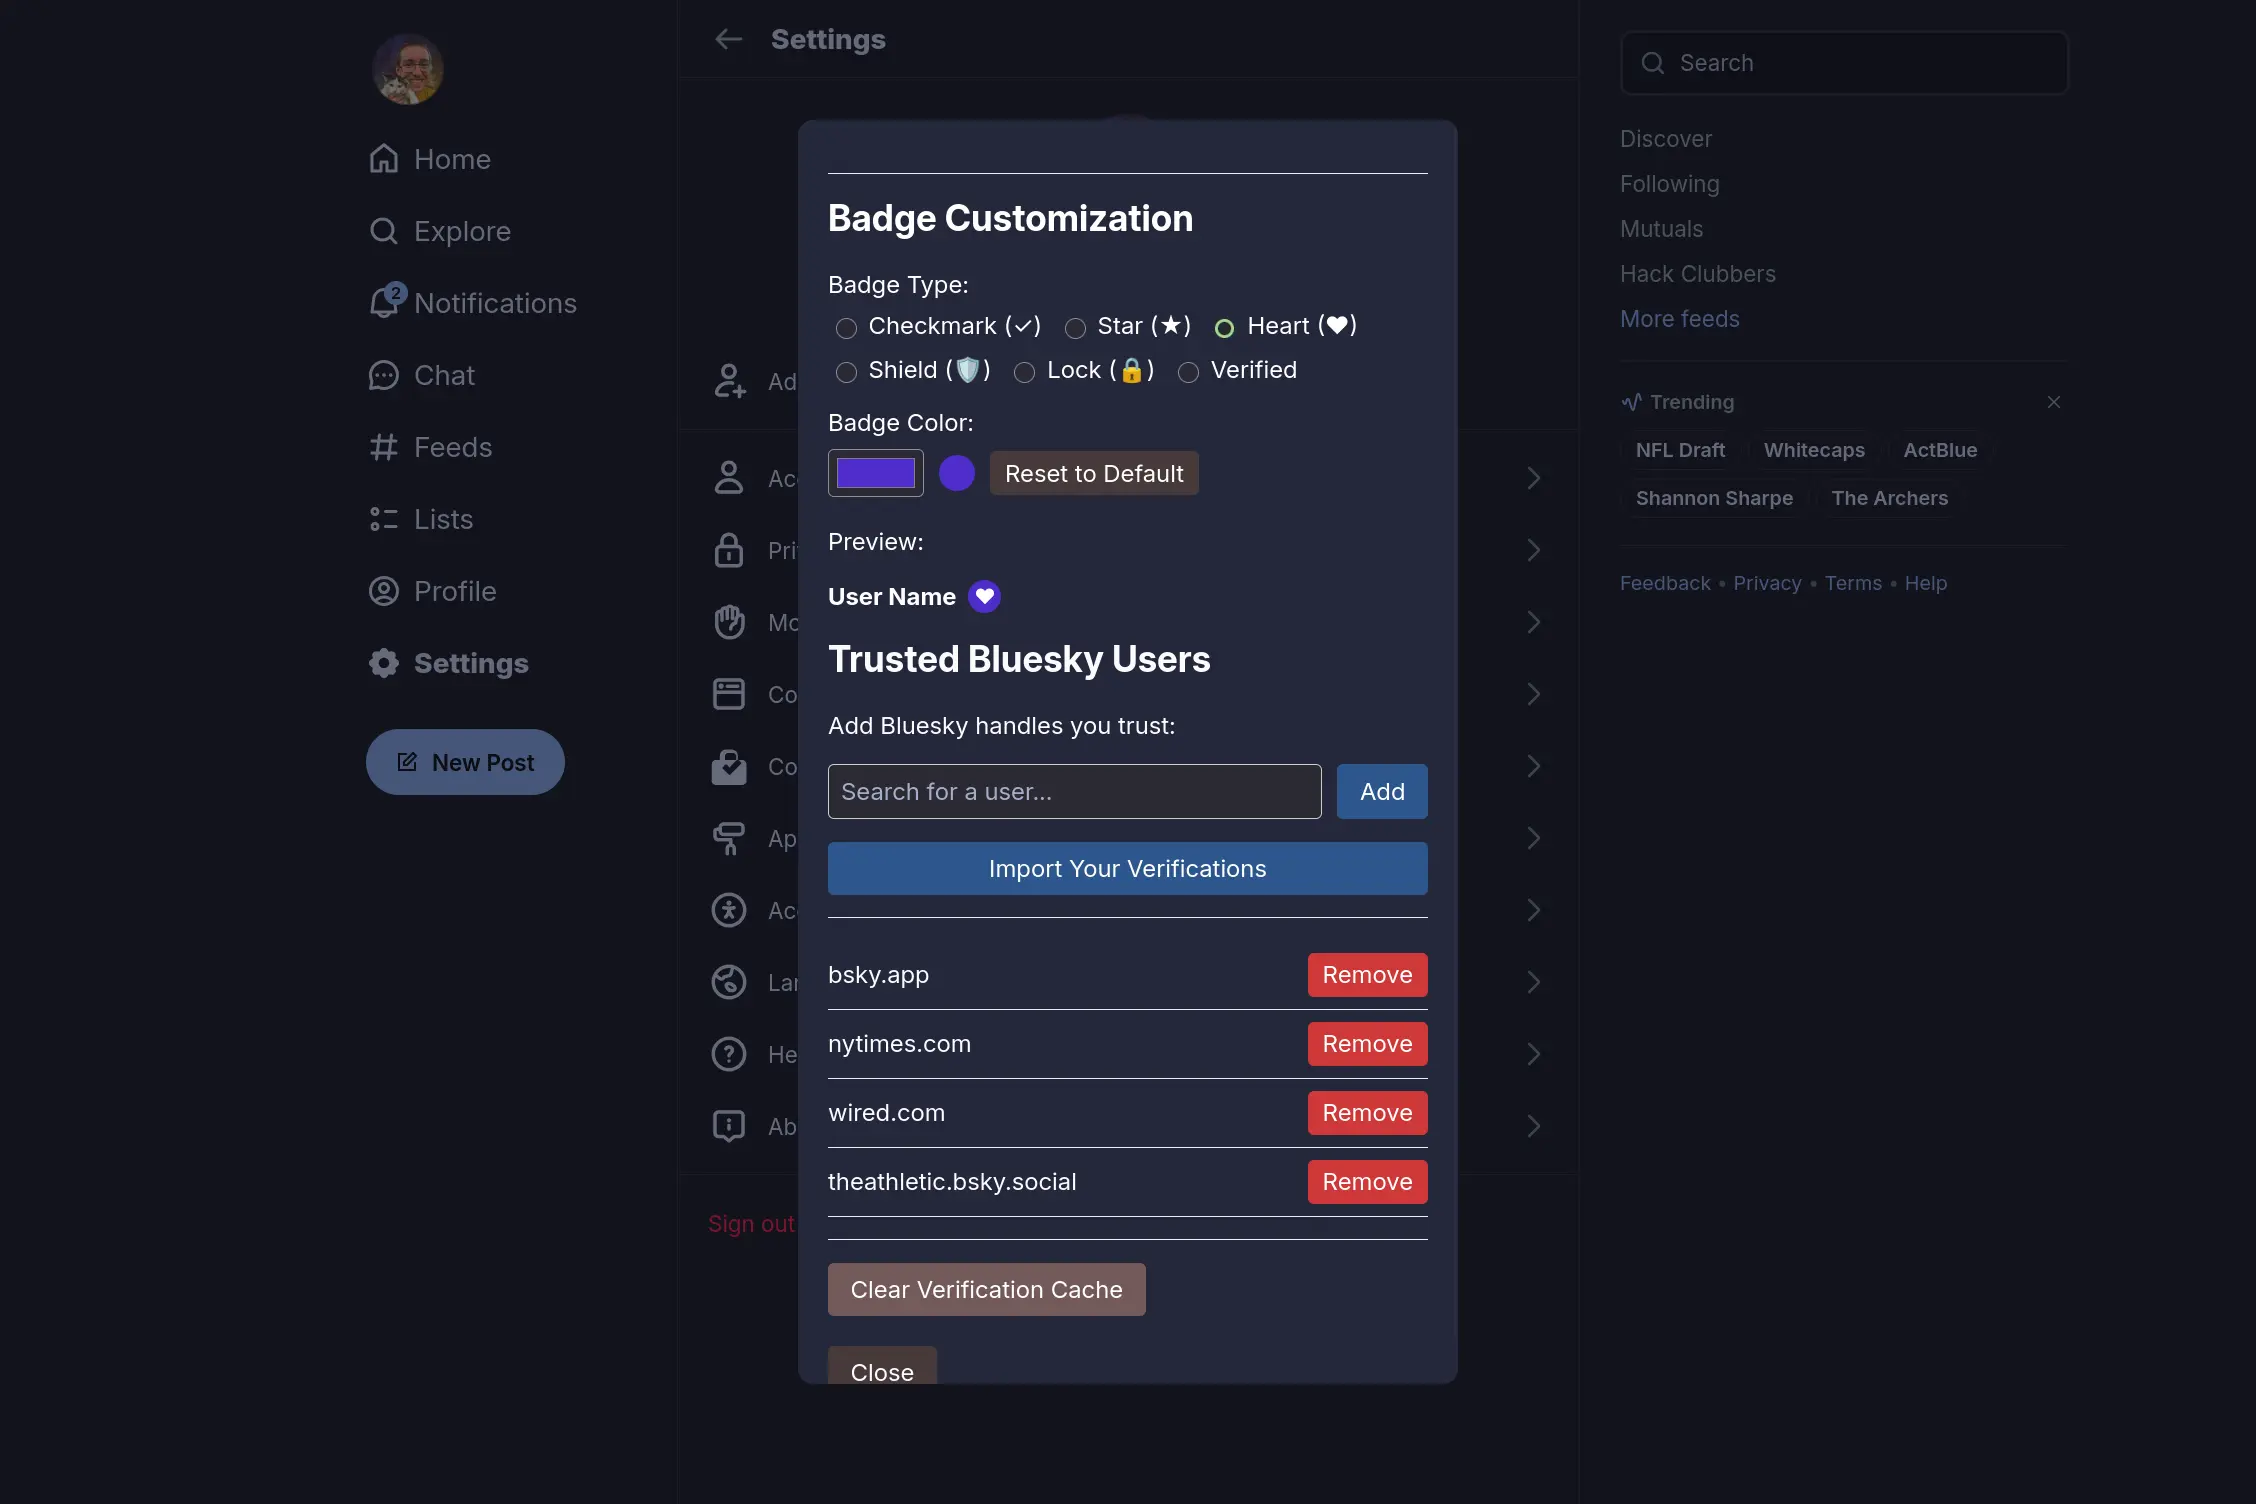 Home
Explore
2
Notifications
Chat
Feeds
Lists
Profile
Settings
New Post
Settings
Ad
Ac
Pri
Mo
Co
Co
Ap
Ac
Lan
He
Ab
Sign out
Badge Customization
Badge Type:
Checkmark (✓) Star (★) Heart (♥)
Shield (🛡️) Lock (🔒) Verified
Badge Color:
Reset to Default
Preview:
User Name
Trusted Bluesky Users
Add Bluesky handles you trust:
Search for a user...
Add
Import Your Verifications
bsky.app Remove
nytimes.com Remove
wired.com Remove
theathletic.bsky.social Remove
Clear Verification Cache
Close
Search
Discover
Following
Mutuals
Hack Clubbers
More feeds
Trending
NFL Draft Whitecaps ActBlue
Shannon Sharpe The Archers
Feedback • Privacy • Terms • Help